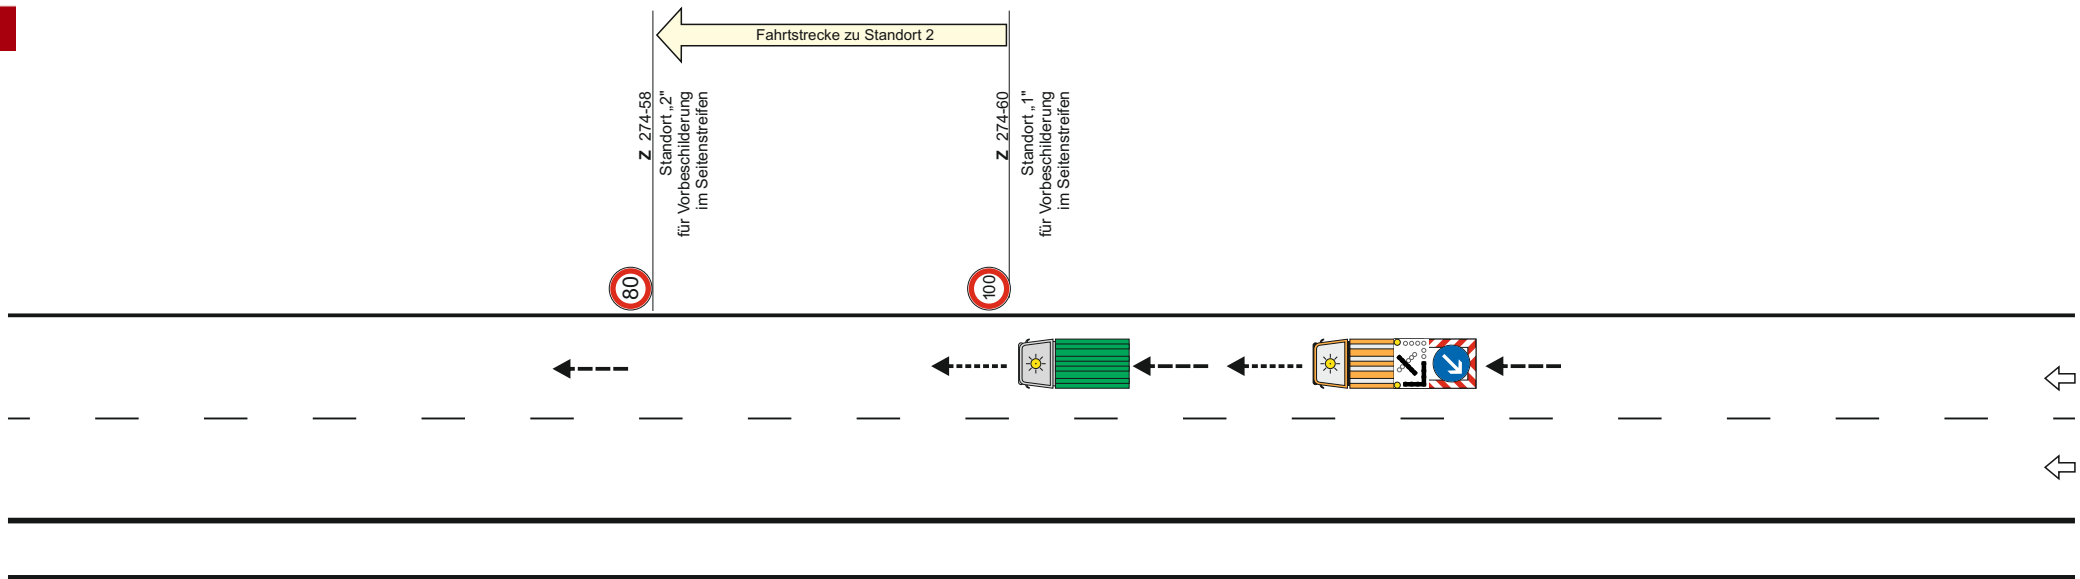 Fahrtstrecke zu Standort 2
Z 274-58
Standort „2"
für Vorbeschilderung
im Seitenstreifen
Z 274-60
Standort „1"
für Vorbeschilderung
im Seitenstreifen
80
100